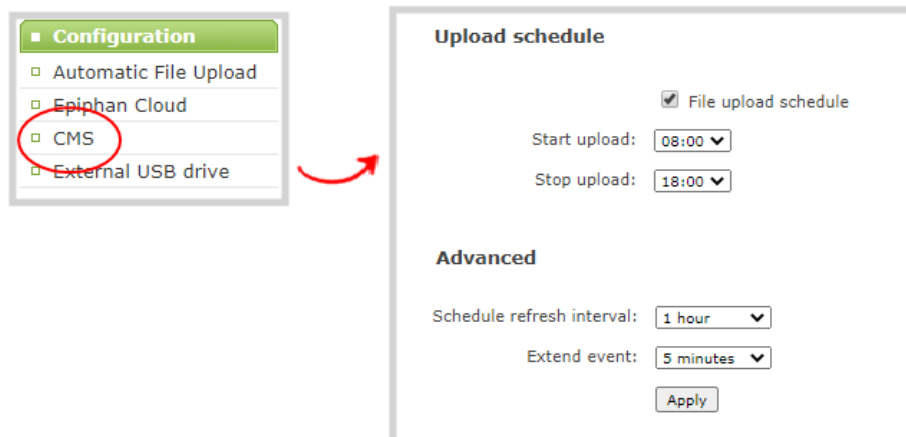 Configuration
Automatic File Upload
Epiphan Cloud
CMS
External USB drive
Upload schedule
File upload schedule
Start upload: 08:00
Stop upload: 18:00
Advanced
Schedule refresh interval: 1 hour
Extend event: 5 minutes
Apply